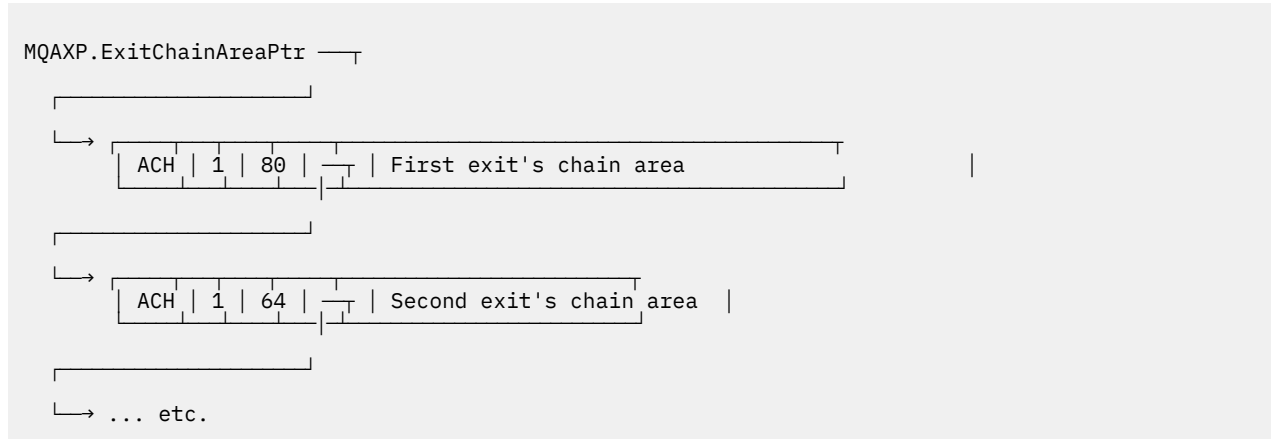 MQAXP.ExitChainAreaPtr
ACH 1 80 First exit's chain area
ACH 1 64 Second exit's chain area
... etc.